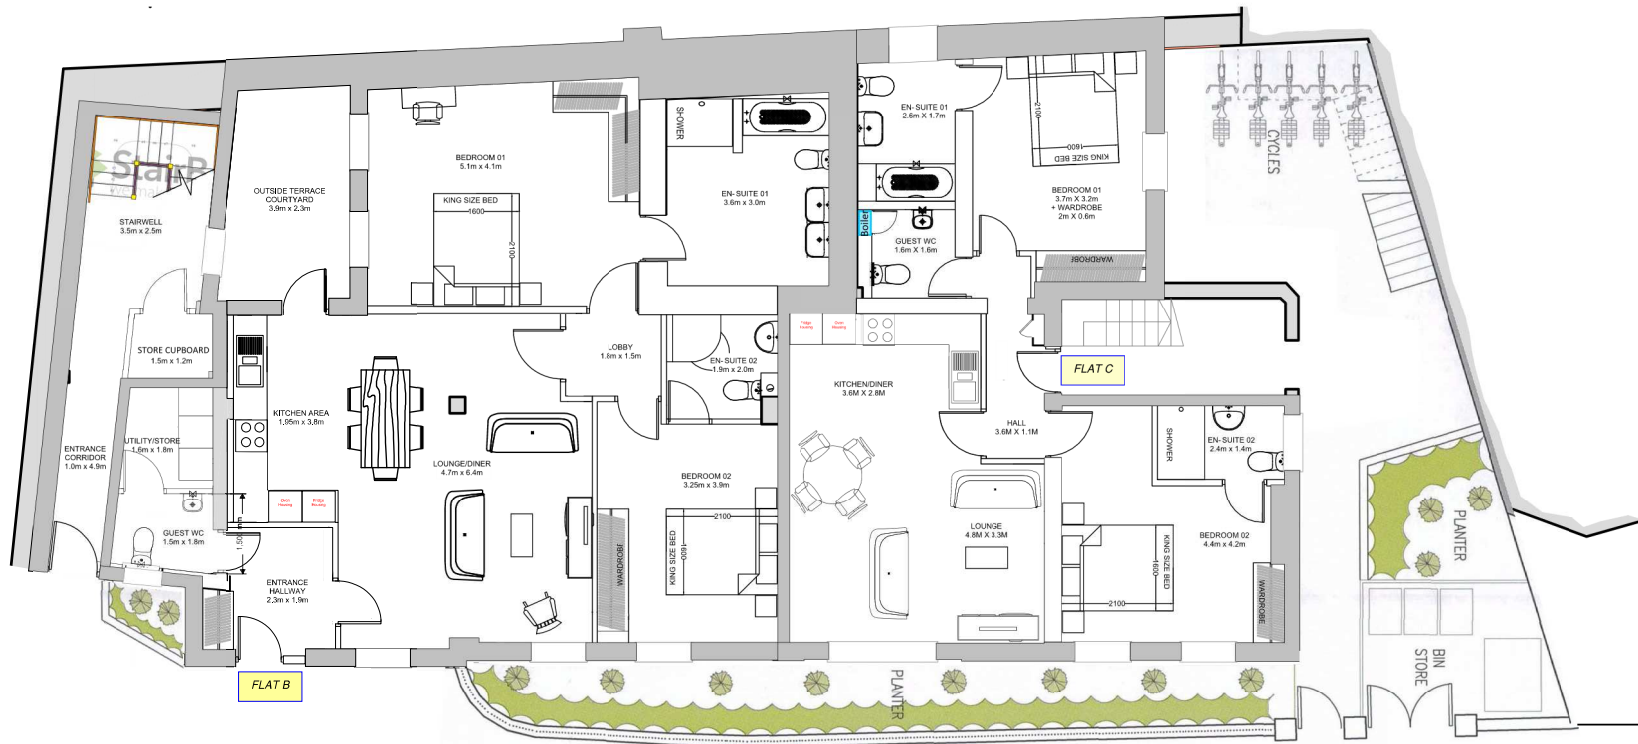 STAIRWELL
3.5m x 2.5m
OUTSIDE TERRACE
COURTYARD
3.9m x 2.3m
BEDROOM 01
5.1m x 4.1m
KING SIZE BED
1600
2100
SHOWER
EN-SUITE 01
3.6m x 3.0m
EN-SUITE 01
2.6m X 1.7m
Boiler
GUEST WC
1.6m X 1.6m
2100
1600
KING SIZE BED
BEDROOM 01
3.7m X 3.2m
+ WARDROBE
2m X 0.6m
WARDROBE
CYCLES
STORE CUPBOARD
1.5m x 1.2m
UTILITY/STORE
1.6m x 1.8m
ENTRANCE
CORRIDOR
1.0m x 4.9m
GUEST WC
1.5m x 1.8m
KITCHEN AREA
1.95m x 3.8m
Oven
Housing
Fridge
Housing
ENTRANCE
HALLWAY
2.3m x 1.9m
LOUNGE/DINER
4.7m x 6.4m
LOBBY
1.8m x 1.5m
EN-SUITE 02
1.9m x 2.0m
BEDROOM 02
3.25m x 3.9m
2100
1600
KING SIZE BED
WARDROBE
Fridge
Housing
Oven
Housing
KITCHEN/DINER
3.6M X 2.8M
HALL
3.6M X 1.1M
LOUNGE
4.8M X 3.3M
FLAT C
SHOWER
EN-SUITE 02
2.4m x 1.4m
BEDROOM 02
4.4m x 4.2m
KING SIZE BED
1600
2100
WARDROBE
PLANTER
BIN
STORE
PLANTER
FLAT B